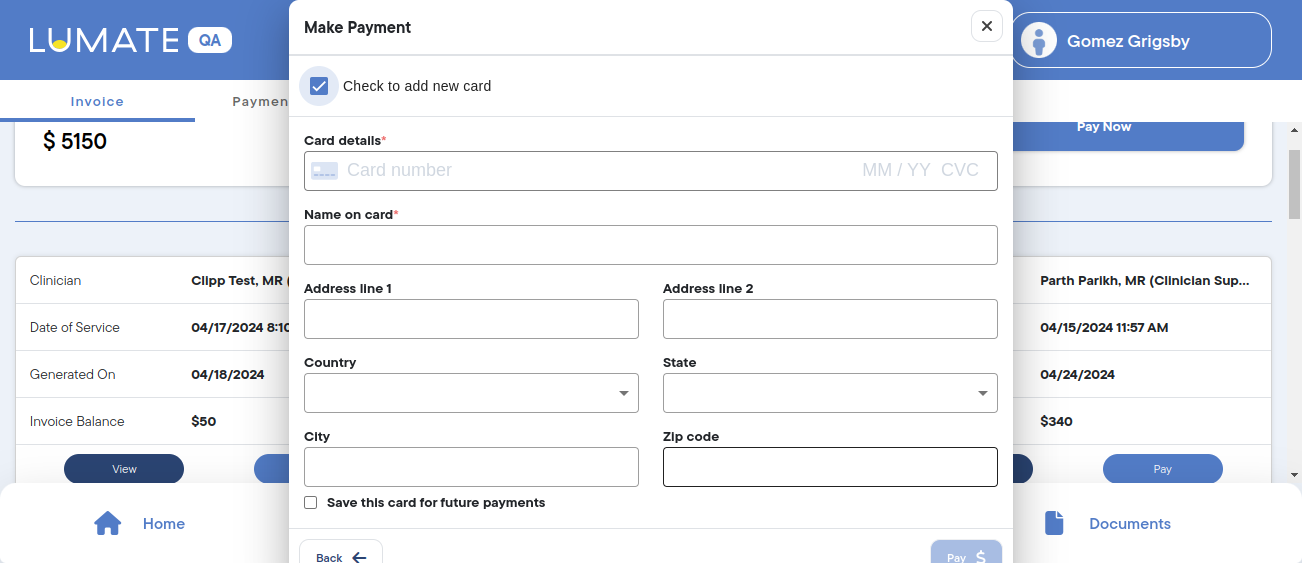 LUMATE QA
Make Payment
Gomez Grigsby
Check to add new card
Invoice
Paymen
$ 5150
Pay Now
Card details*
Card number MM / YY CVC
Name on card*
Address line 1 Address line 2
Country State
City Zip code
Save this card for future payments
Back
Pay $
Clinician Clipp Test, MR (
Parth Parikh, MR (Clinician Sup...
Date of Service 04/17/2024 8:10
04/15/2024 11:57 AM
Generated On 04/18/2024
04/24/2024
Invoice Balance $50
$340
View
Pay
Home
Documents